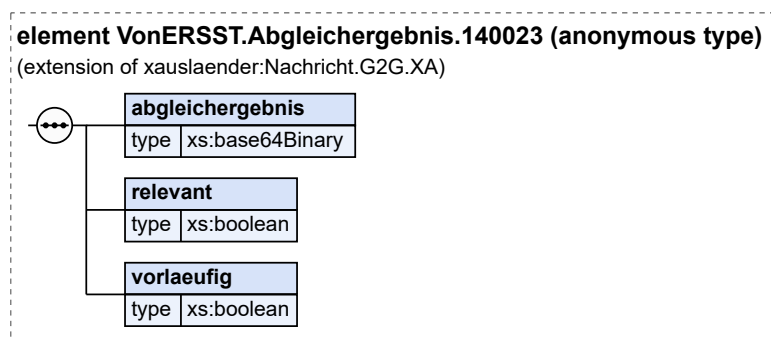 element VonERSST.Abgleichergebnis.140023 (anonymous type)
(extension of xauslaender:Nachricht.G2G.XA)
abgleichergebnis
type xs:base64Binary
relevant
type xs:boolean
vorlaeufig
type xs:boolean